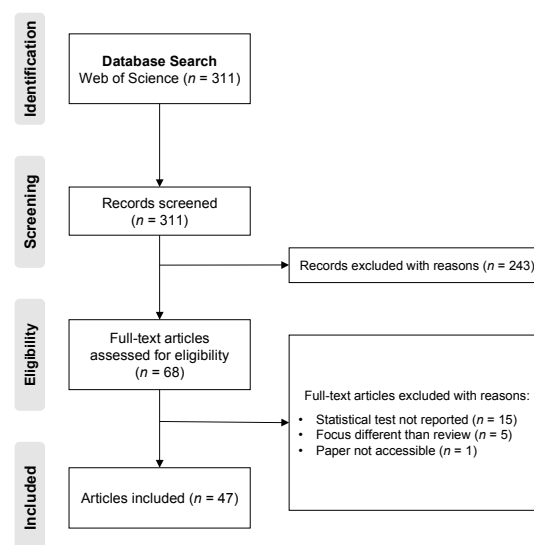 Identification
Database Search
Web of Science (n = 311)
Screening
Records screened
(n = 311)
Records excluded with reasons (n = 243)
Eligibility
Full-text articles
assessed for eligibility
(n = 68)
Full-text articles excluded with reasons:
• Statistical test not reported (n = 15)
• Focus different than review (n = 5)
• Paper not accessible (n = 1)
Included
Articles included (n = 47)